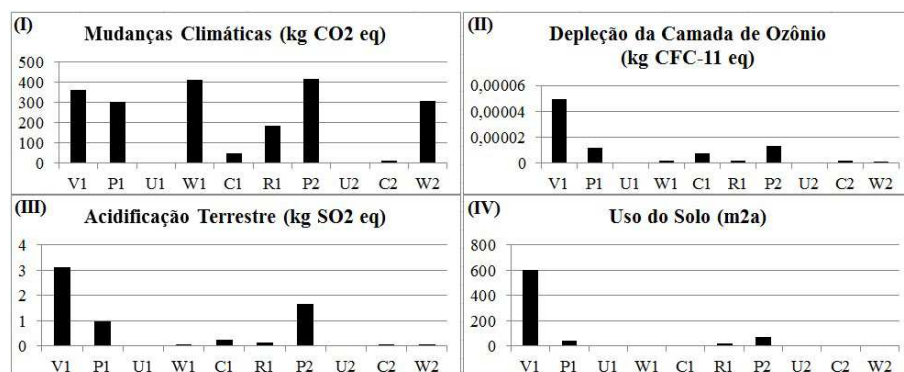 (I)
Mudanças Climáticas (kg CO2 eq)
500
400
300
200
100
0
V1 P1 U1 W1 C1 R1 P2 U2 C2 W2
(II)
Depleção da Camada de Ozônio
(kg CFC-11 eq)
0,00006
0,00004
0,00002
0
V1 P1 U1 W1 C1 R1 P2 U2 C2 W2
(III)
Acidificação Terrestre (kg SO2 eq)
4
3
2
1
0
V1 P1 U1 W1 C1 R1 P2 U2 C2 W2
(IV)
Uso do Solo (m2a)
800
600
400
200
0
V1 P1 U1 W1 C1 R1 P2 U2 C2 W2